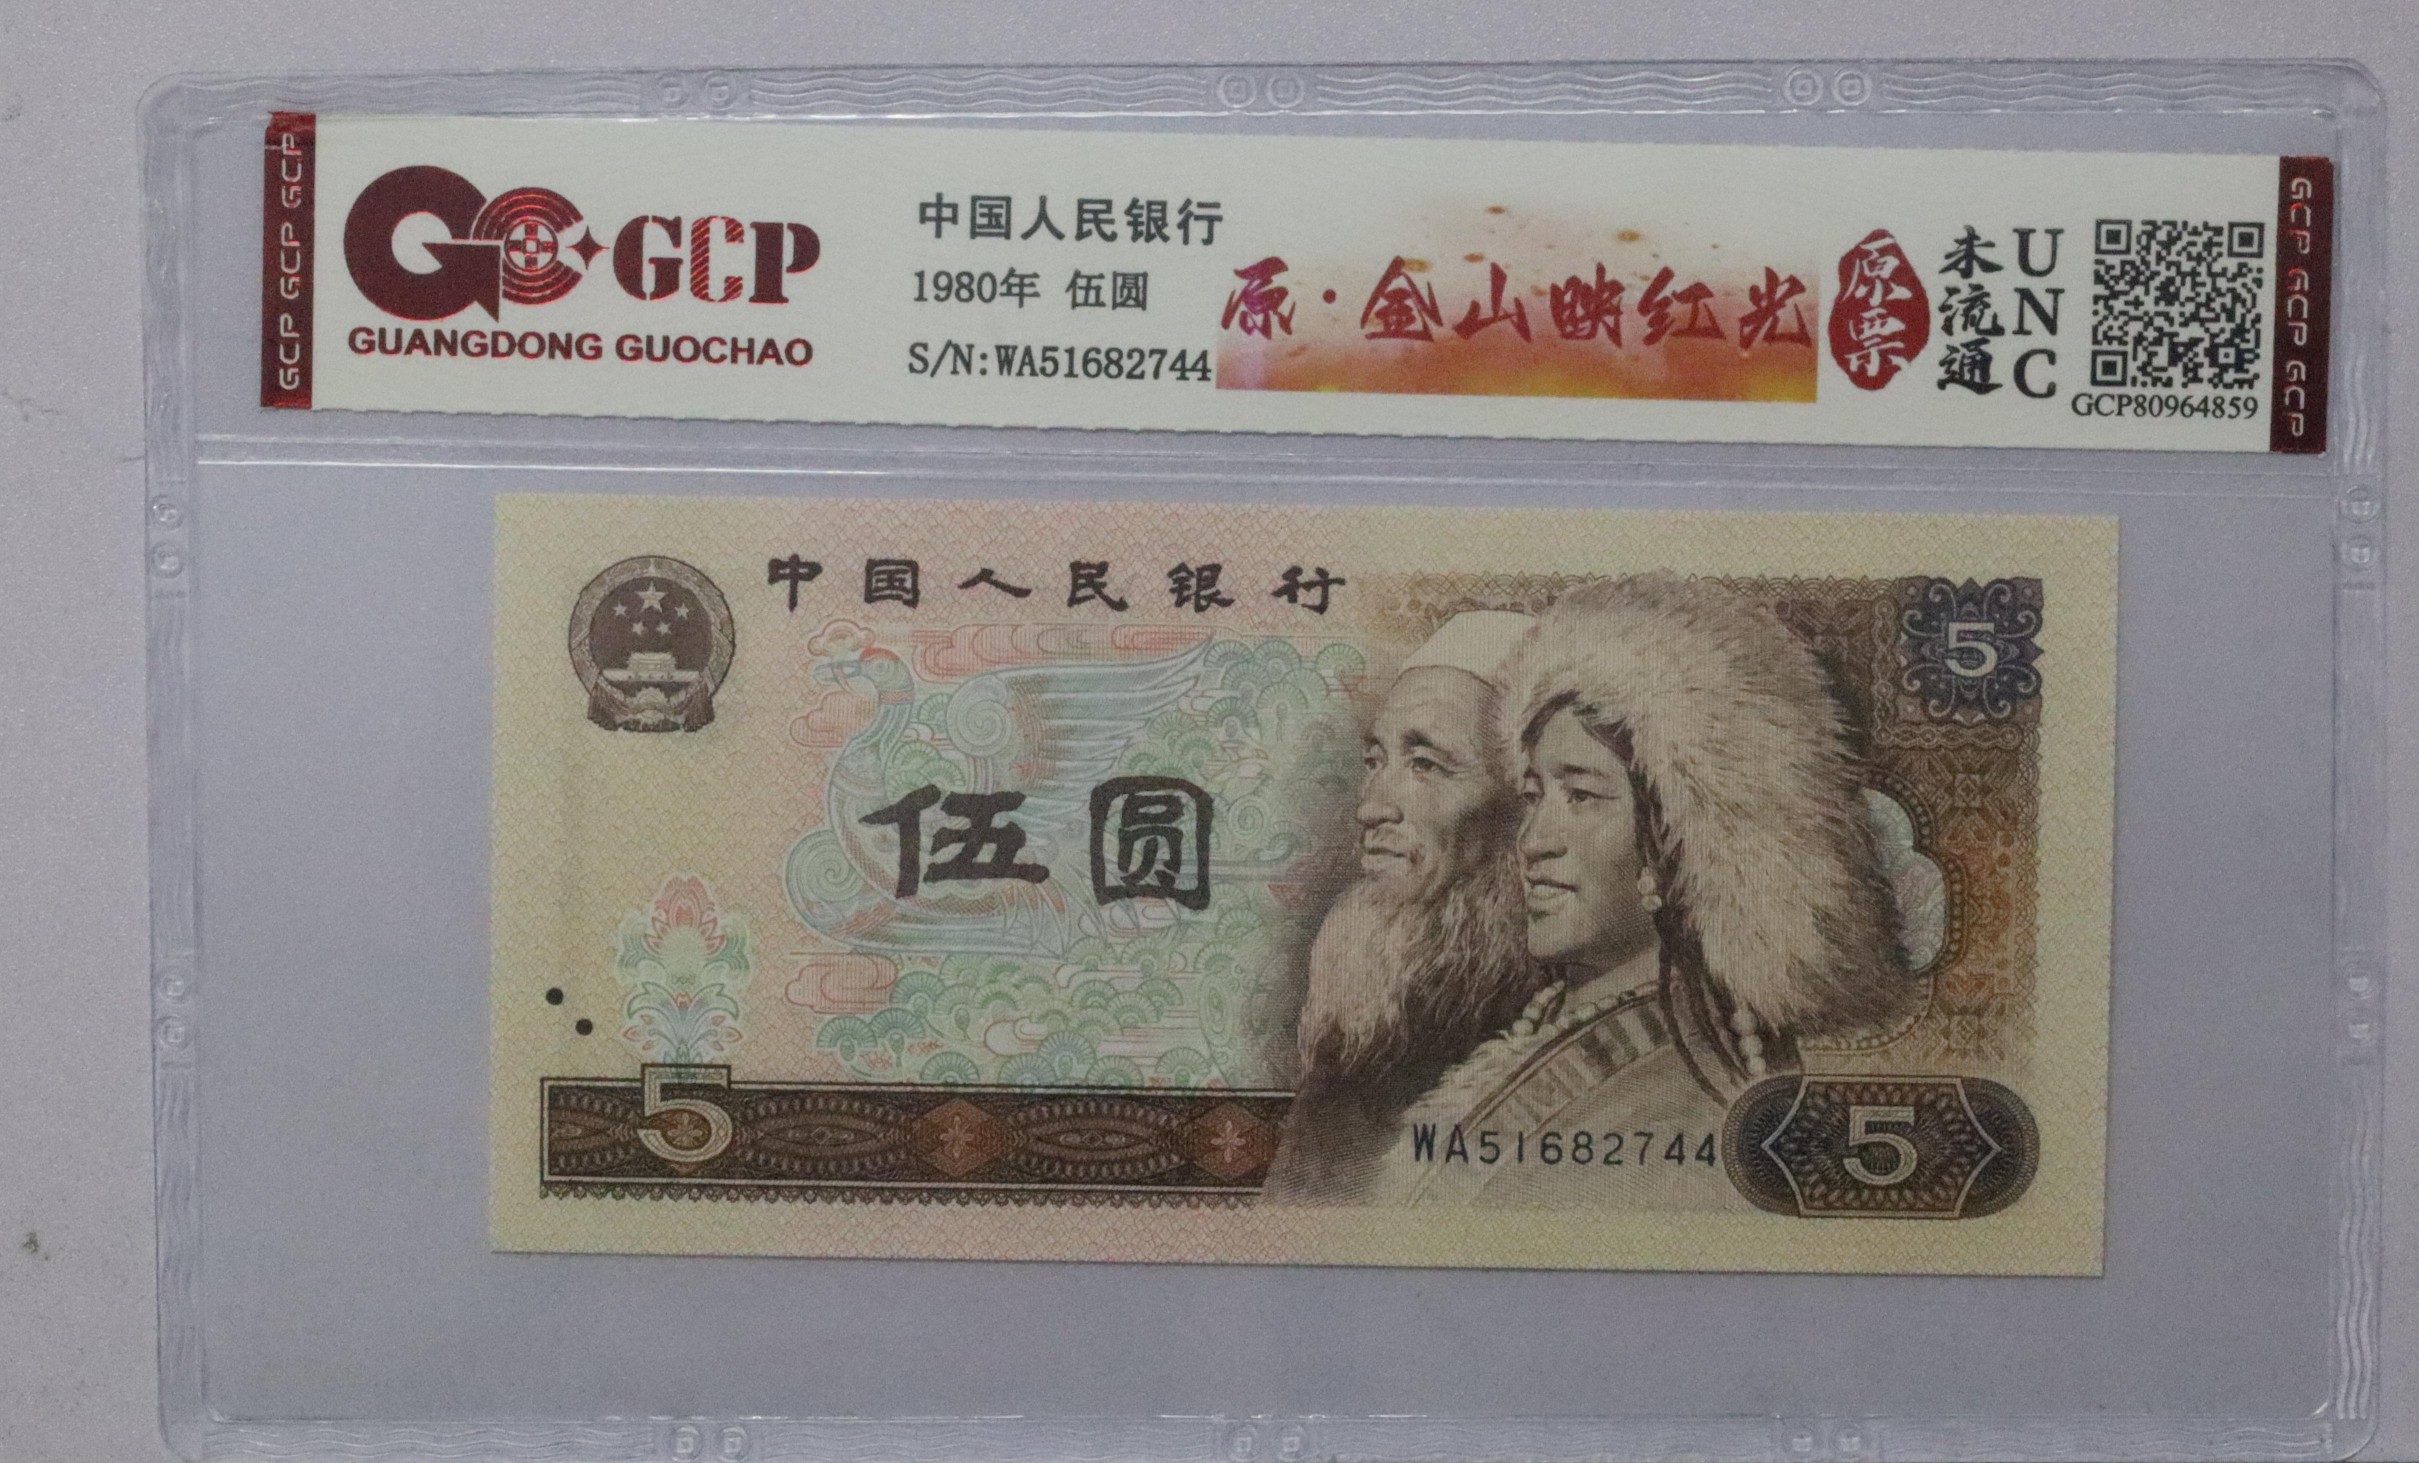 GCP GCP GCP
GCP
GUANGDONG GUOCHAO
中国人民银行
1980年 伍圆
S/N:WA51682744
原·金山映红光
原票
未流通
UNC
GCP80964859
GCP GCP GCP
中国人民银行
5
伍圆
5
WA51682744
5